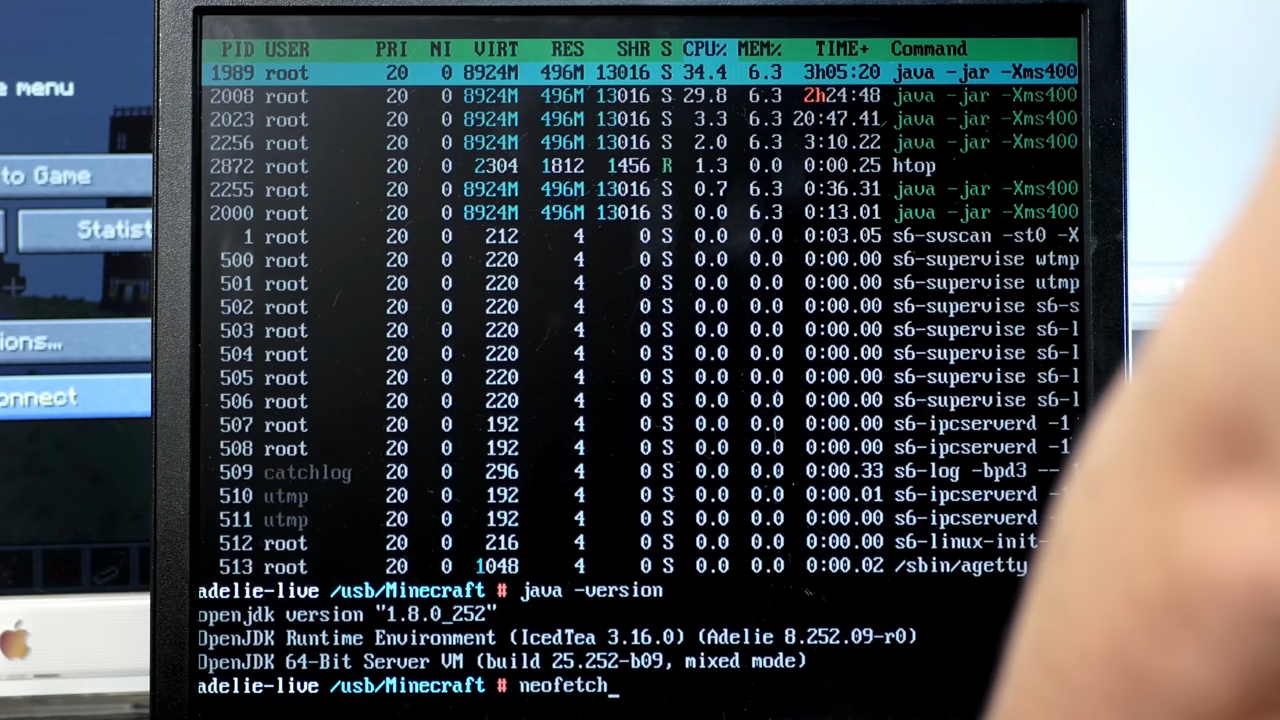 e menu
to Game
Statist
ions...
onnect
PID USER PRI NI VIRT RES SHR S CPU% MEM% TIME+ Command
1989 root 20 0 8924M 496M 13016 S 34.4 6.3 3h05:20 java -jar -Xms400
2008 root 20 0 8924M 496M 13016 S 29.8 6.3 2h24:48 java -jar -Xms400
2023 root 20 0 8924M 496M 13016 S 3.3 6.3 20:47.41 java -jar -Xms400
2256 root 20 0 8924M 496M 13016 S 2.0 6.3 3:10.22 java -jar -Xms400
2872 root 20 0 2304 1812 1456 R 1.3 0.0 0:00.25 htop
2255 root 20 0 8924M 496M 13016 S 0.7 6.3 0:36.31 java -jar -Xms400
2000 root 20 0 8924M 496M 13016 S 0.0 6.3 0:13.01 java -jar -Xms400
1 root 20 0 212 4 0 S 0.0 0.0 0:03.05 s6-svscan -st0 -X
500 root 20 0 220 4 0 S 0.0 0.0 0:00.00 s6-supervise wtmp
501 root 20 0 220 4 0 S 0.0 0.0 0:00.00 s6-supervise utmp
502 root 20 0 220 4 0 S 0.0 0.0 0:00.00 s6-supervise s6-s
503 root 20 0 220 4 0 S 0.0 0.0 0:00.00 s6-supervise s6-l
504 root 20 0 220 4 0 S 0.0 0.0 0:00.00 s6-supervise s6-l
505 root 20 0 220 4 0 S 0.0 0.0 0:00.00 s6-supervise s6-l
506 root 20 0 220 4 0 S 0.0 0.0 0:00.00 s6-supervise s6-l
507 root 20 0 192 4 0 S 0.0 0.0 0:00.00 s6-ipcserverd -1
508 root 20 0 192 4 0 S 0.0 0.0 0:00.00 s6-ipcserverd -1
509 catchlog 20 0 296 4 0 S 0.0 0.0 0:00.33 s6-log -bpd3 --
510 utmp 20 0 192 4 0 S 0.0 0.0 0:00.01 s6-ipcserverd
511 utmp 20 0 192 4 0 S 0.0 0.0 0:00.00 s6-ipcserverd
512 root 20 0 216 4 0 S 0.0 0.0 0:00.00 s6-linux-init-
513 root 20 0 1048 4 0 S 0.0 0.0 0:00.02 /sbin/agetty
adelie-live /usb/Minecraft # java -version
openjdk version "1.8.0_252"
OpenJDK Runtime Environment (IcedTea 3.16.0) (Adelie 8.252.09-r0)
OpenJDK 64-Bit Server VM (build 25.252-b09, mixed mode)
adelie-live /usb/Minecraft # neofetch_